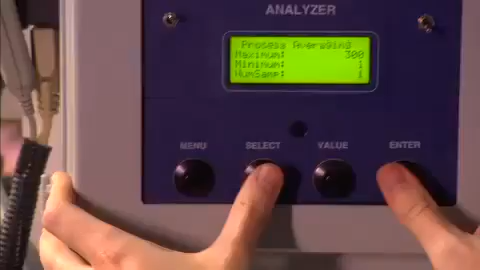 ANALYZER
Process Averaging
Maximum: 300
Minimum: 1
NumSamp: 1
MENU SELECT VALUE ENTER